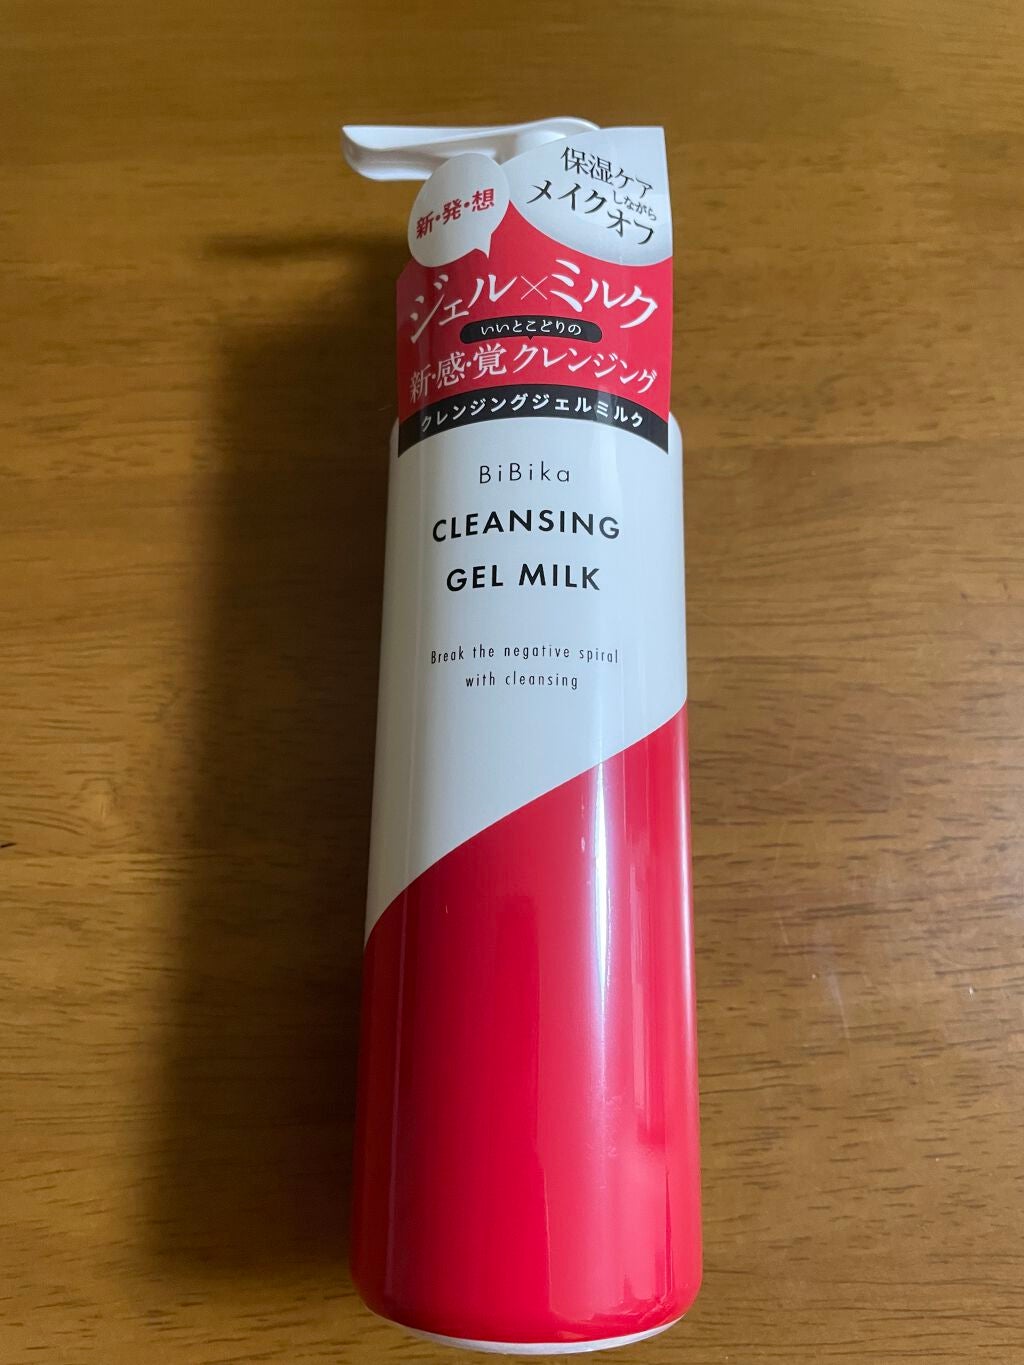 保湿ケア
しながら
メイクオフ
新・発・想
ジェル×ミルク
いいとこどりの
新・感・覚クレンジング
クレンジングジェルミルク
BiBika
CLEANSING
GEL MILK
Break the negative spiral
with cleansing